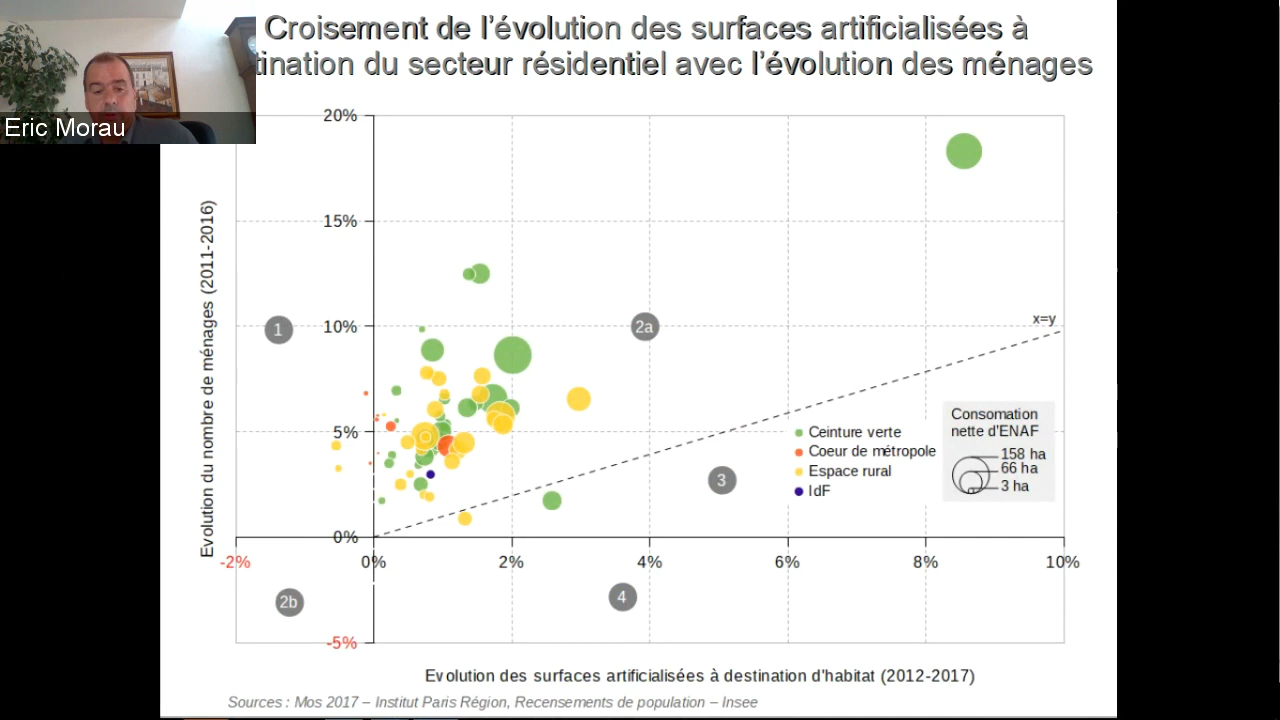 Croisement de l'évolution des surfaces artificialisées à
tination du secteur résidentiel avec l'évolution des ménages
Eric Morau
20%
15%
10%
5%
0%
-5%
Evolution du nombre de ménages (2011-2016)
1
2a
x=y
3
2b
4
Ceinture verte
Coeur de métropole
Espace rural
IdF
Consomation
nette d'ENAF
158 ha
66 ha
3 ha
-2%
0%
2%
4%
6%
8%
10%
Evolution des surfaces artificialisées à destination d'habitat (2012-2017)
Sources : Mos 2017 – Institut Paris Région, Recensements de population – Insee